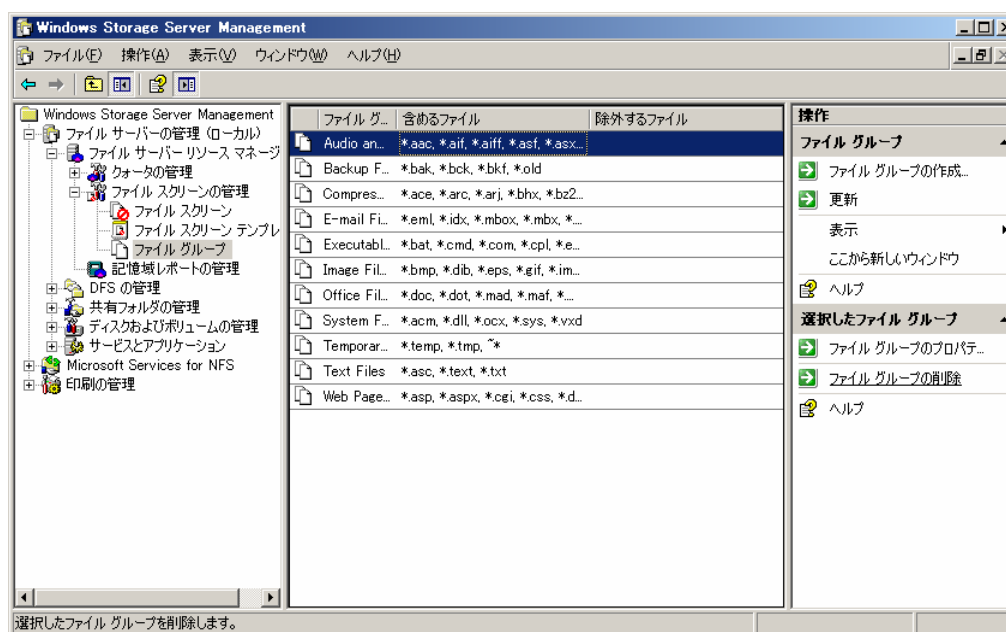 Windows Storage Server Management
ファイル(F) 操作(A) 表示(V) ウィンドウ(W) ヘルプ(H)
Windows Storage Server Management
ファイル サーバーの管理 (ローカル)
ファイル サーバー リソース マネージ
クォータの管理
ファイル スクリーンの管理
ファイル スクリーン
ファイル スクリーン テンプレ
ファイル グループ
記憶域レポートの管理
DFS の管理
共有フォルダの管理
ディスクおよびボリュームの管理
サービスとアプリケーション
Microsoft Services for NFS
印刷の管理
ファイル グ... 含めるファイル 除外するファイル
Audio an... *.aac, *.aif, *.aiff, *.asf, *.asx...
Backup F... *.bak, *.bck, *.bkf, *.old
Compres... *.ace, *.arc, *.arj, *.bhx, *.bz2...
E-mail Fi... *.eml, *.idx, *.mbox, *.mbx, *....
Executabl... *.bat, *.cmd, *.com, *.cpl, *.e...
Image Fil... *.bmp, *.dib, *.eps, *.gif, *.im...
Office Fil... *.doc, *.dot, *.mad, *.maf, *....
System F... *.acm, *.dll, *.ocx, *.sys, *.vxd
Temporar... *.temp, *.tmp, ~*
Text Files *.asc, *.text, *.txt
Web Page... *.asp, *.aspx, *.cgi, *.css, *.d...
操作
ファイル グループ
ファイル グループの作成...
更新
表示
ここから新しいウィンドウ
ヘルプ
選択したファイル グループ
ファイル グループのプロパテ...
ファイル グループの削除
ヘルプ
選択したファイル グループを削除します。